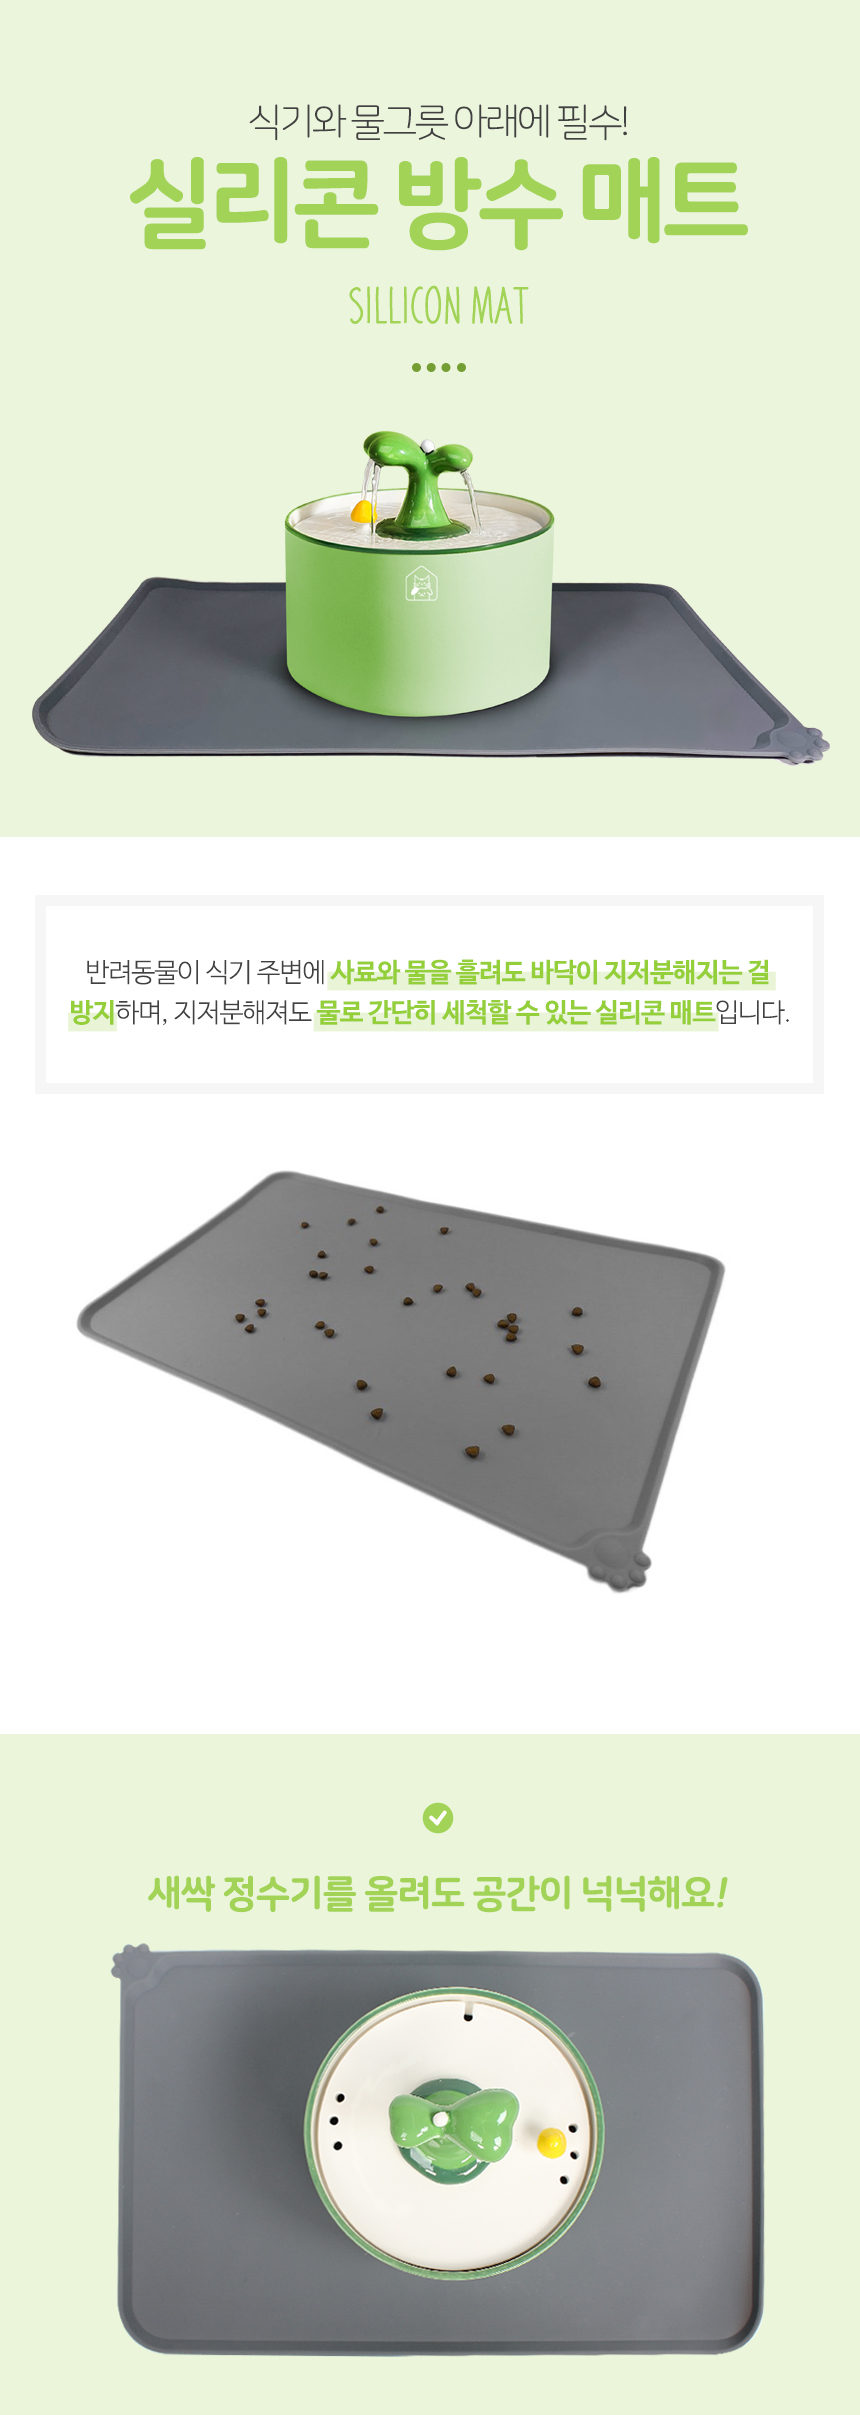 식기와 물그릇 아래에 필수!
실리콘 방수 매트
SILLICON MAT
반려동물이 식기 주변에 사료와 물을 흘려도 바닥이 지저분해지는 걸
방지하며, 지저분해져도 물로 간단히 세척할 수 있는 실리콘 매트입니다.
새싹 정수기를 올려도 공간이 넉넉해요!